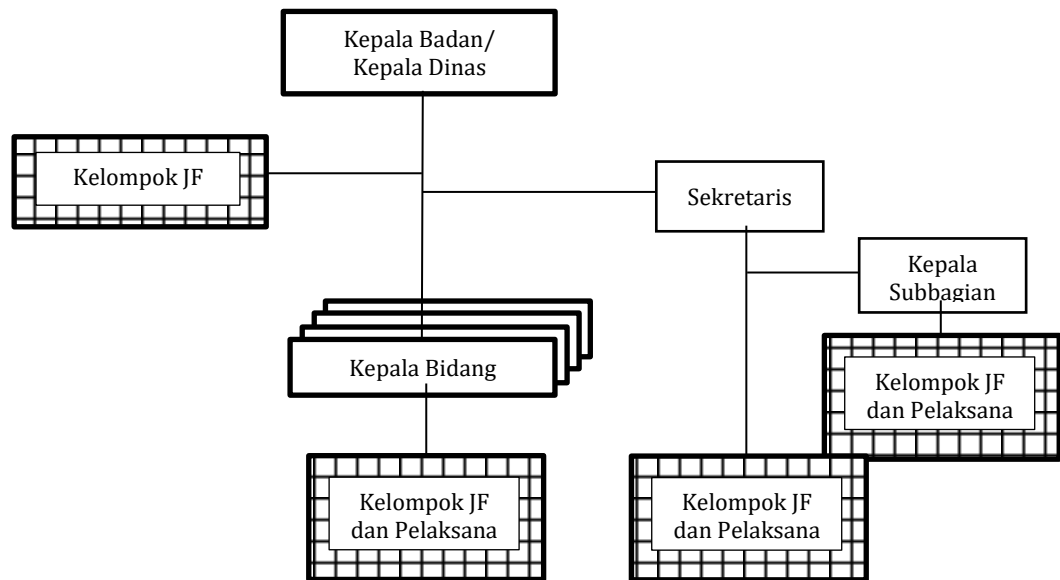 Kepala Badan/
Kepala Dinas
Kelompok JF
Sekretaris
Kepala
Subbagian
Kepala Bidang
Kelompok JF
dan Pelaksana
Kelompok JF
dan Pelaksana
Kelompok JF
dan Pelaksana